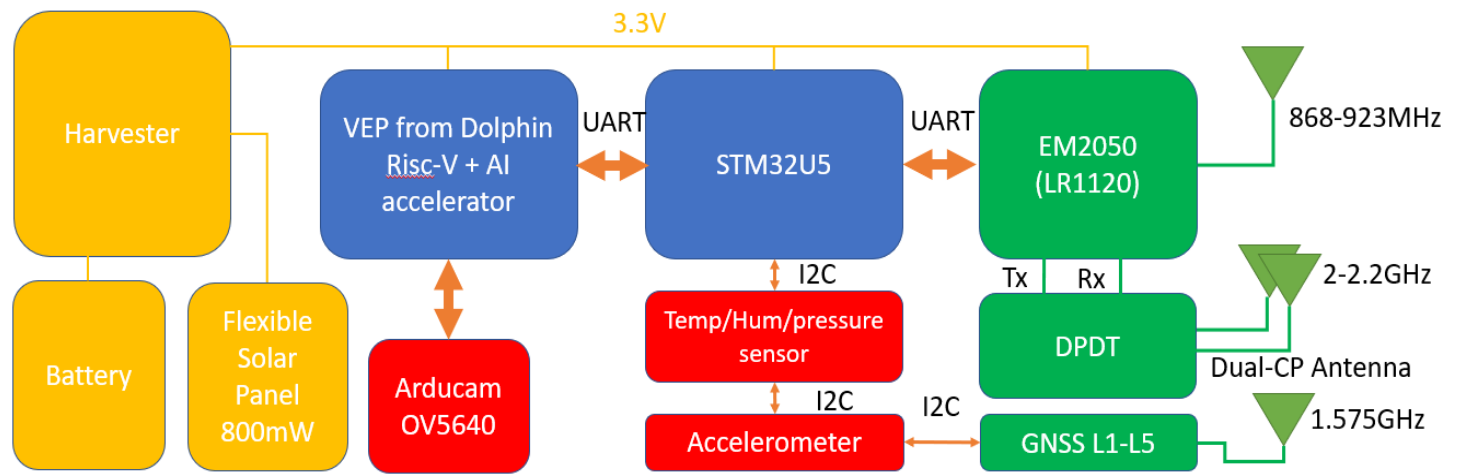 3.3V
Harvester
VEP from Dolphin
Risc-V + AI
accelerator
UART
STM32U5
UART
EM2050
(LR1120)
868-923MHz
I2C
Tx
Rx
2-2.2GHz
Battery
Flexible
Solar
Panel
800mW
Arducam
OV5640
Temp/Hum/pressure
sensor
DPDT
Dual-CP Antenna
I2C
I2C
1.575GHz
Accelerometer
GNSS L1-L5